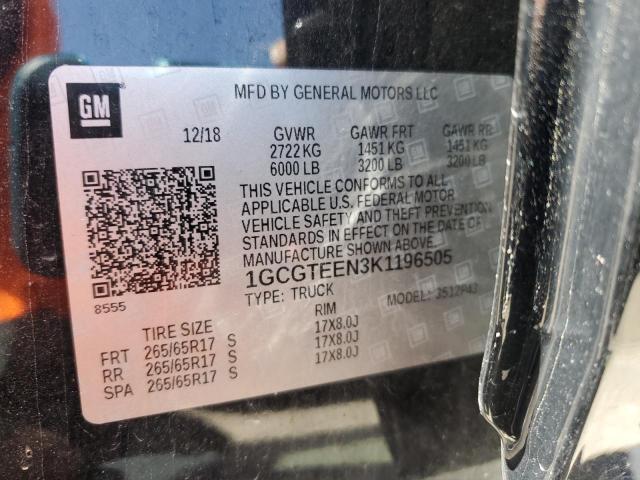 GM
MFD BY GENERAL MOTORS LLC
12/18 GVWR GAWR FRT GAWR RR
2722 KG 1451 KG 1451 KG
6000 LB 3200 LB 3200 LB
THIS VEHICLE CONFORMS TO ALL
APPLICABLE U.S. FEDERAL MOTOR
VEHICLE SAFETY AND THEFT PREVENTION
STANDARDS IN EFFECT ON THE DATE OF
MANUFACTURE SHOWN ABOVE.
1GCGTEEN3K1196505
8555 TYPE: TRUCK MODEL:
TIRE SIZE RIM
FRT 265/65R17 S 17X8.0J
RR 265/65R17 S 17X8.0J
SPA 265/65R17 S 17X8.0J